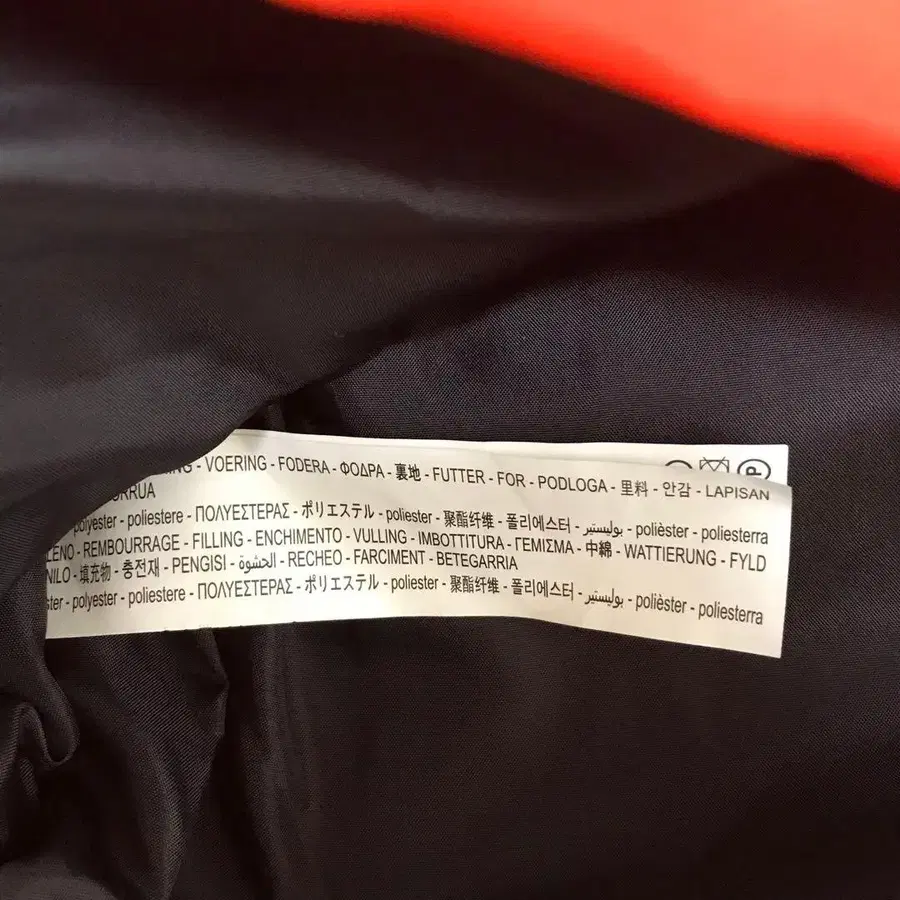 - VOERING - FODERA - ΦΟΔΡΑ - 裏地 - FUTTER - FOR - PODLOGA - 里料 - 안감 - LAPISAN
polyester - poliestere - ΠΟΛΥΕΣΤΕΡΑΣ - ポリエステル - poliester - 聚酯纤维 - 폴리에스터 - بوليستير - polièster - poliesterra
LENO - REMBOURRAGE - FILLING - ENCHIMENTO - VULLING - IMBOTTITURA - ΓΕΜΙΣΜΑ - 中綿 - WATTIERUNG - FYLD
NILO - 填充物 - 충전재 - PENGISI - الحشوة - RECHEO - FARCIMENT - BETEGARRIA
ster - polyester - poliestere - ΠΟΛΥΕΣΤΕΡΑΣ - ポリエステル - poliester - 聚酯纤维 - 폴리에스터 - بوليستير - polièster - poliesterra
P